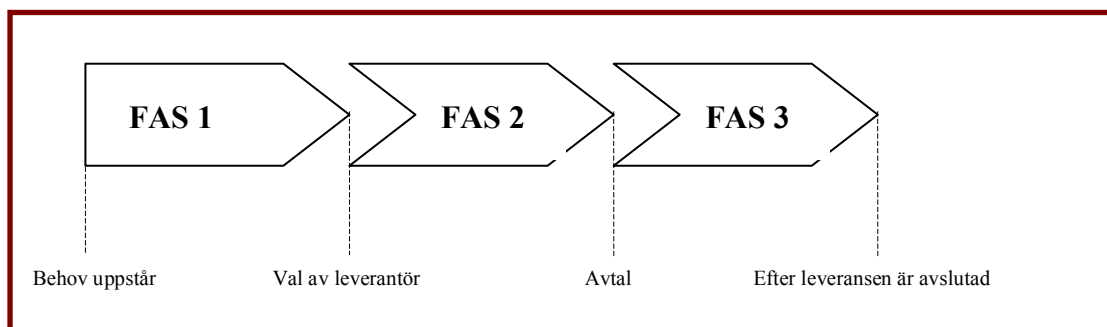 FAS 1 FAS 2 FAS 3
Behov uppstår Val av leverantör Avtal Efter leveransen är avslutad